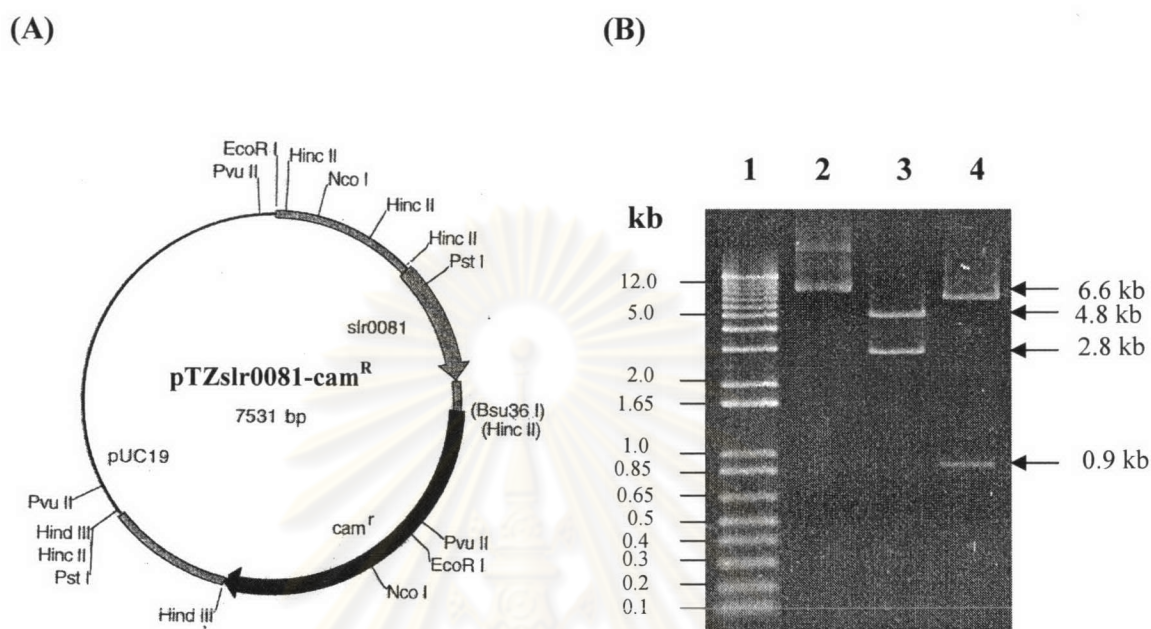 (A)
EcoR I
Hinc II
Pvu II
Nco I
Hinc II
Hinc II
Pst I
slr0081
pTZslr0081-cam^R
7531 bp
(Bsu36 I)
(Hinc II)
pUC19
Pvu II
Hind III
Hinc II
Pst I
cam^r
Pvu II
EcoR I
Nco I
Hind III
(B)
1 2 3 4
kb
12.0
5.0
2.0
1.65
1.0
0.85
0.65
0.5
0.4
0.3
0.2
0.1
6.6 kb
4.8 kb
2.8 kb
0.9 kb